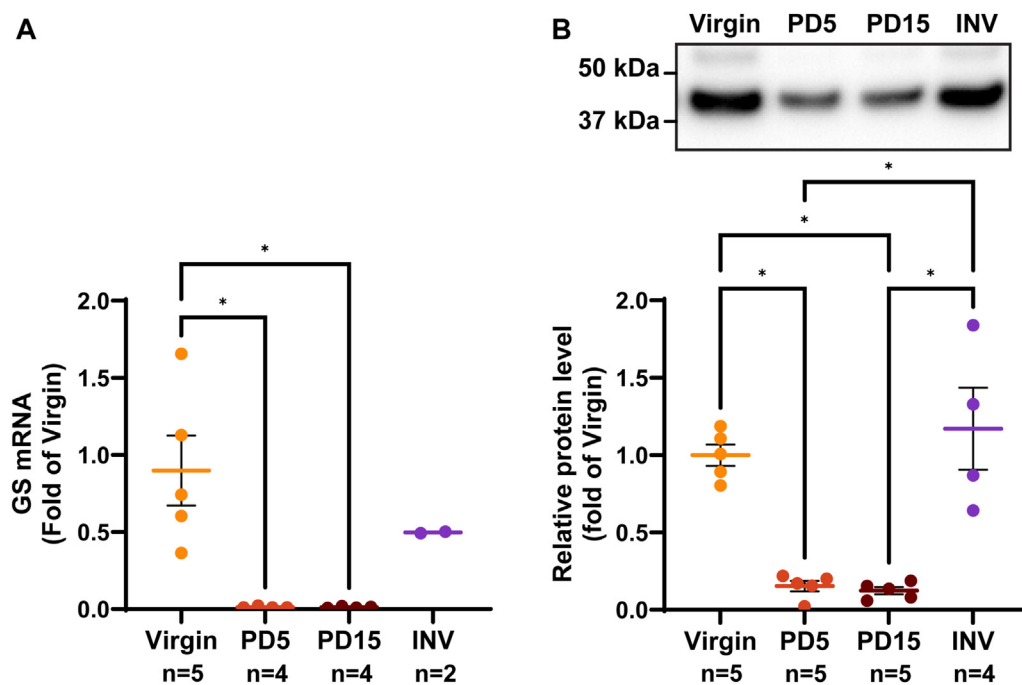 A
GS mRNA
(Fold of Virgin)
2.0
1.5
1.0
0.5
0.0
*
*
Virgin PD5 PD15 INV
n=5 n=4 n=4 n=2
B
Virgin PD5 PD15 INV
50 kDa
37 kDa
*
*
* *
Relative protein level
(fold of Virgin)
2.0
1.5
1.0
0.5
0.0
Virgin PD5 PD15 INV
n=5 n=5 n=5 n=4